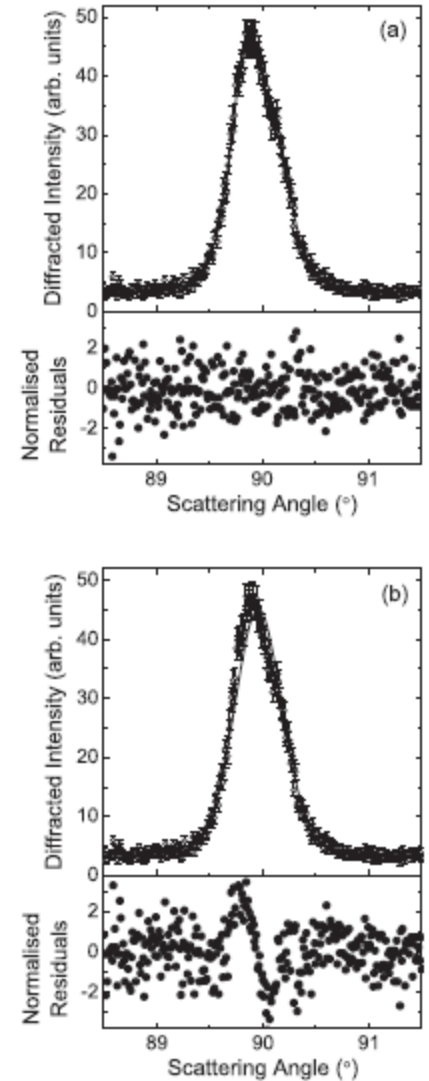 (a)
Diffracted Intensity (arb. units)
50
40
30
20
10
0
Normalised
Residuals
2
0
-2
89 90 91
Scattering Angle (°)
(b)
Diffracted Intensity (arb. units)
50
40
30
20
10
0
Normalised
Residuals
2
0
-2
89 90 91
Scattering Angle (°)